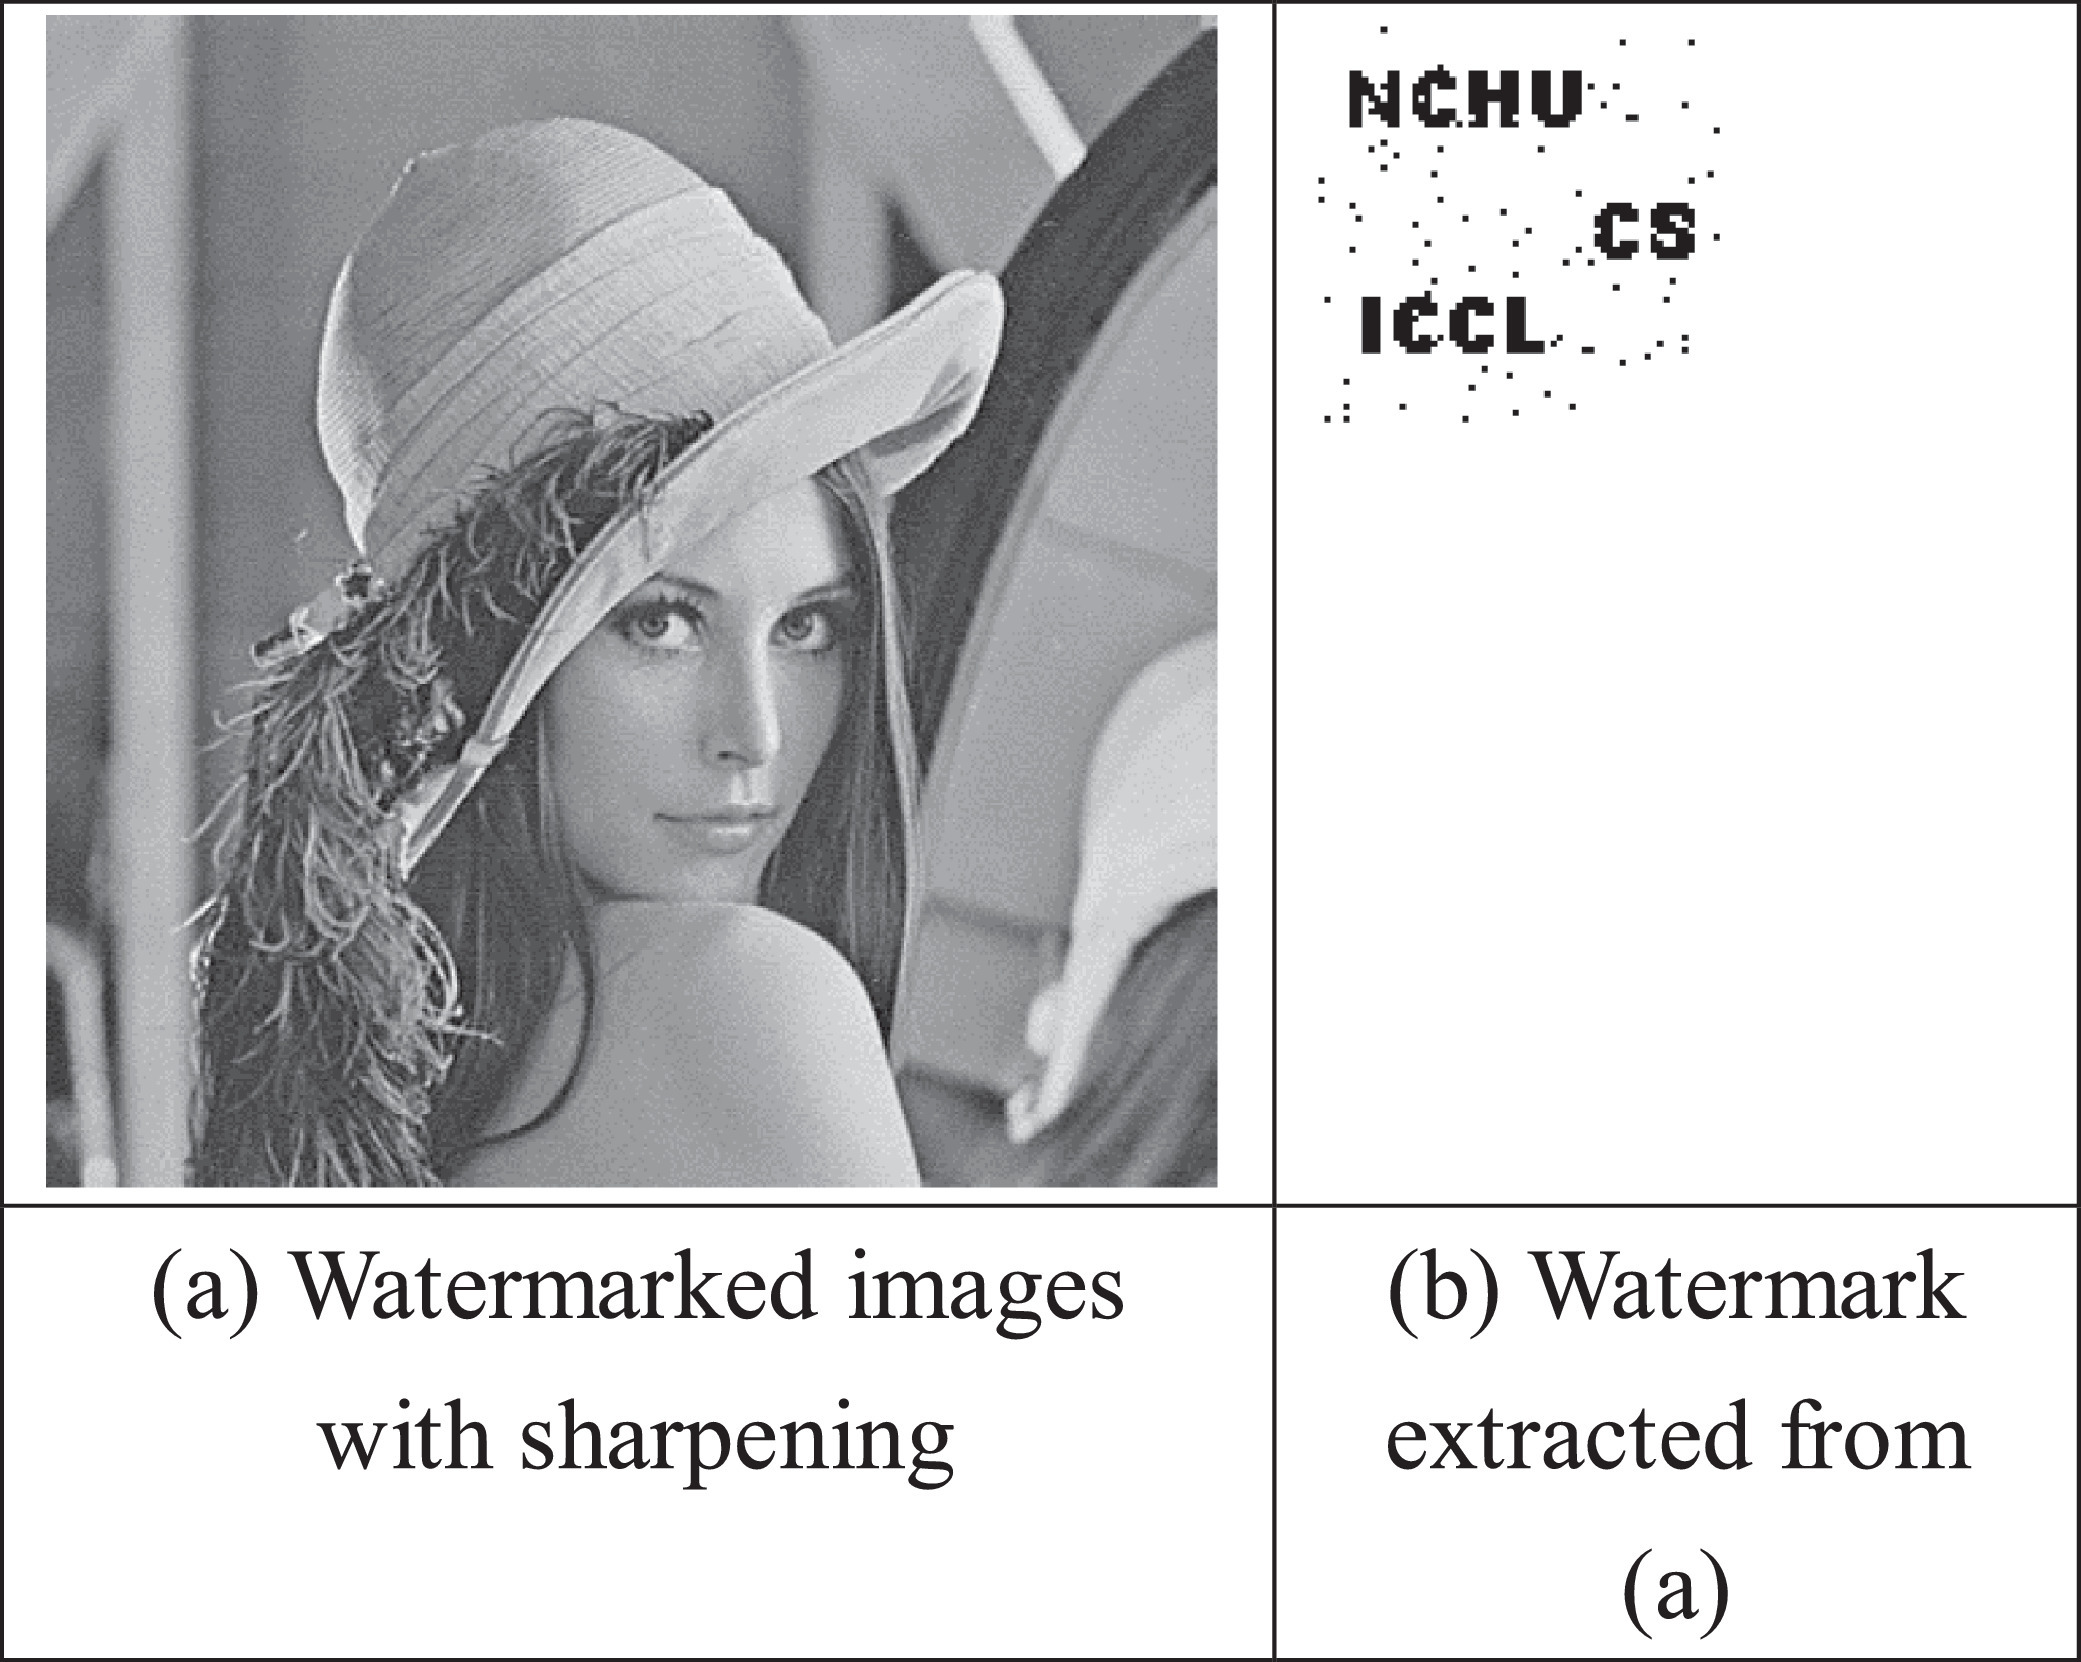 NCHU
CS
ICCL
(a) Watermarked images
with sharpening
(b) Watermark
extracted from
(a)